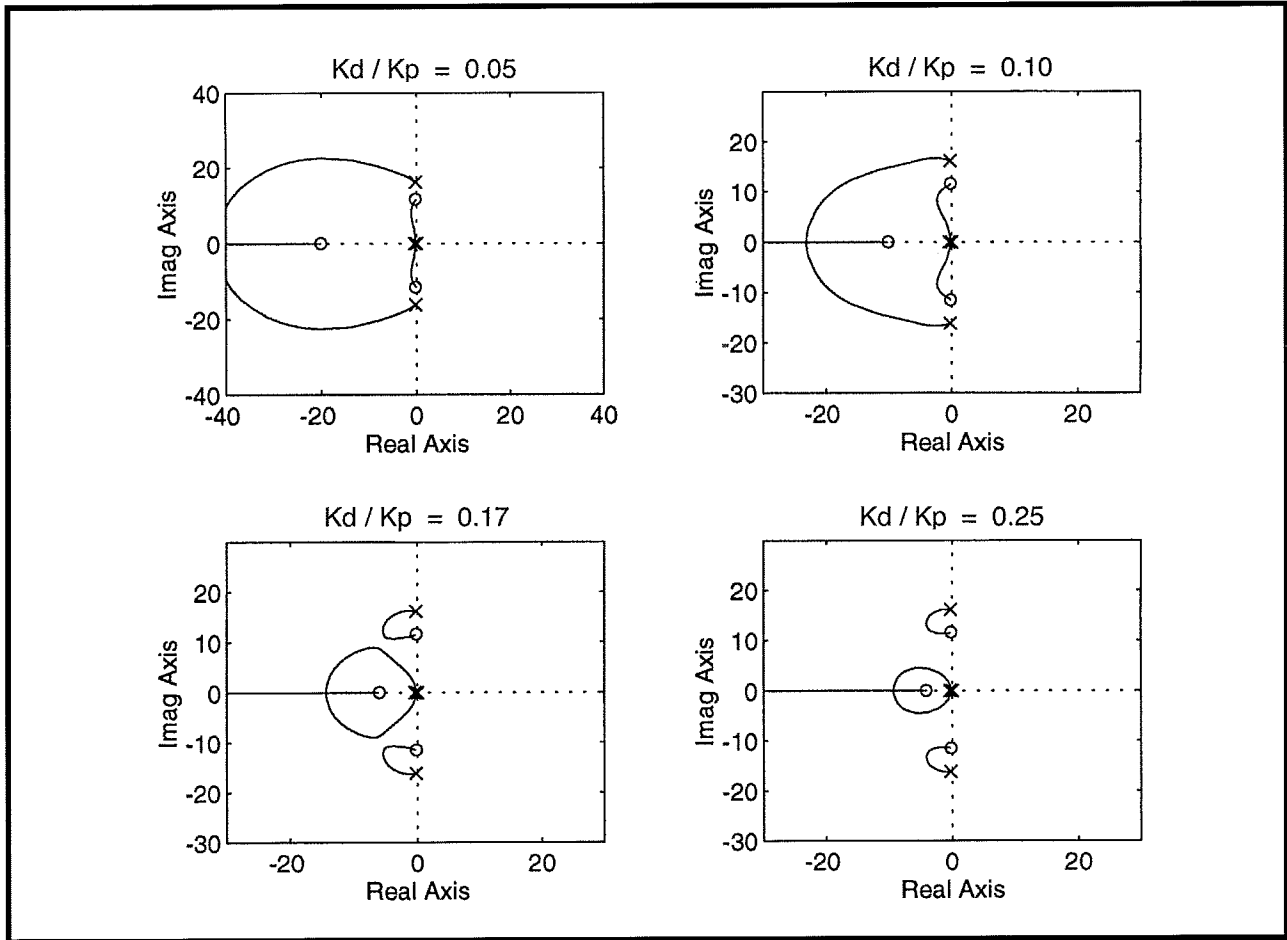 Kd / Kp = 0.05
40
20
0
-20
-40
Imag Axis
-40 -20 0 20 40
Real Axis
Kd / Kp = 0.10
20
10
0
-10
-20
-30
Imag Axis
-20 0 20
Real Axis
Kd / Kp = 0.17
20
10
0
-10
-20
-30
Imag Axis
-20 0 20
Real Axis
Kd / Kp = 0.25
20
10
0
-10
-20
-30
Imag Axis
-20 0 20
Real Axis